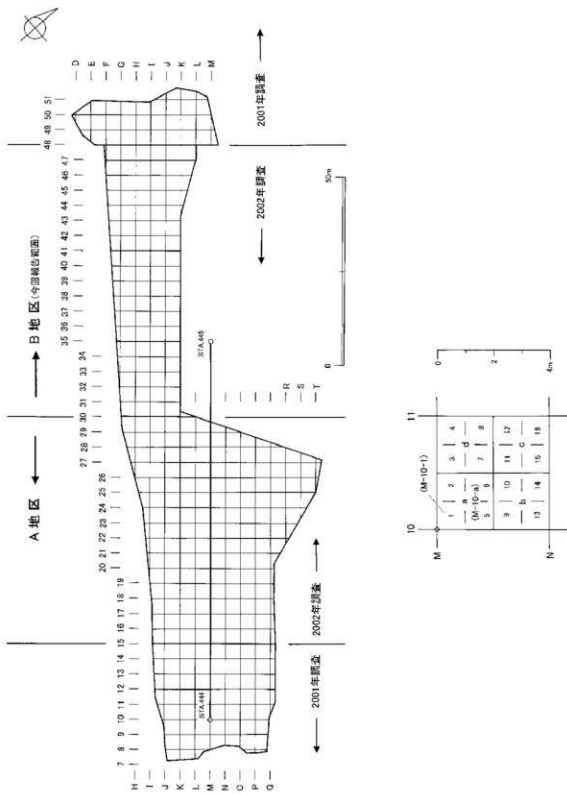 A 地 区
B 地 区 (今回報告範囲)
7 8 9 10 11 12 13 14 15 16 17 18 19
20 21 22 23 24 25 26
27 28 29 30 31 32 33 34
35 36 37 38 39 40 41 42 43 44 45 46 47
48 49 50 51
D
E
F
G
H
I
J
K
L
M
H
I
J
K
L
M
N
O
P
Q
R
S
T
STA.444
STA.445
2001年調査
2002年調査
2002年調査
2001年調査
0 50m
(M-10-1)
10 11
M
N
1 2 3 4
a d
(M-10-a)
5 6 7 8
9 10 11 12
b c
13 14 15 16
0 2 4m